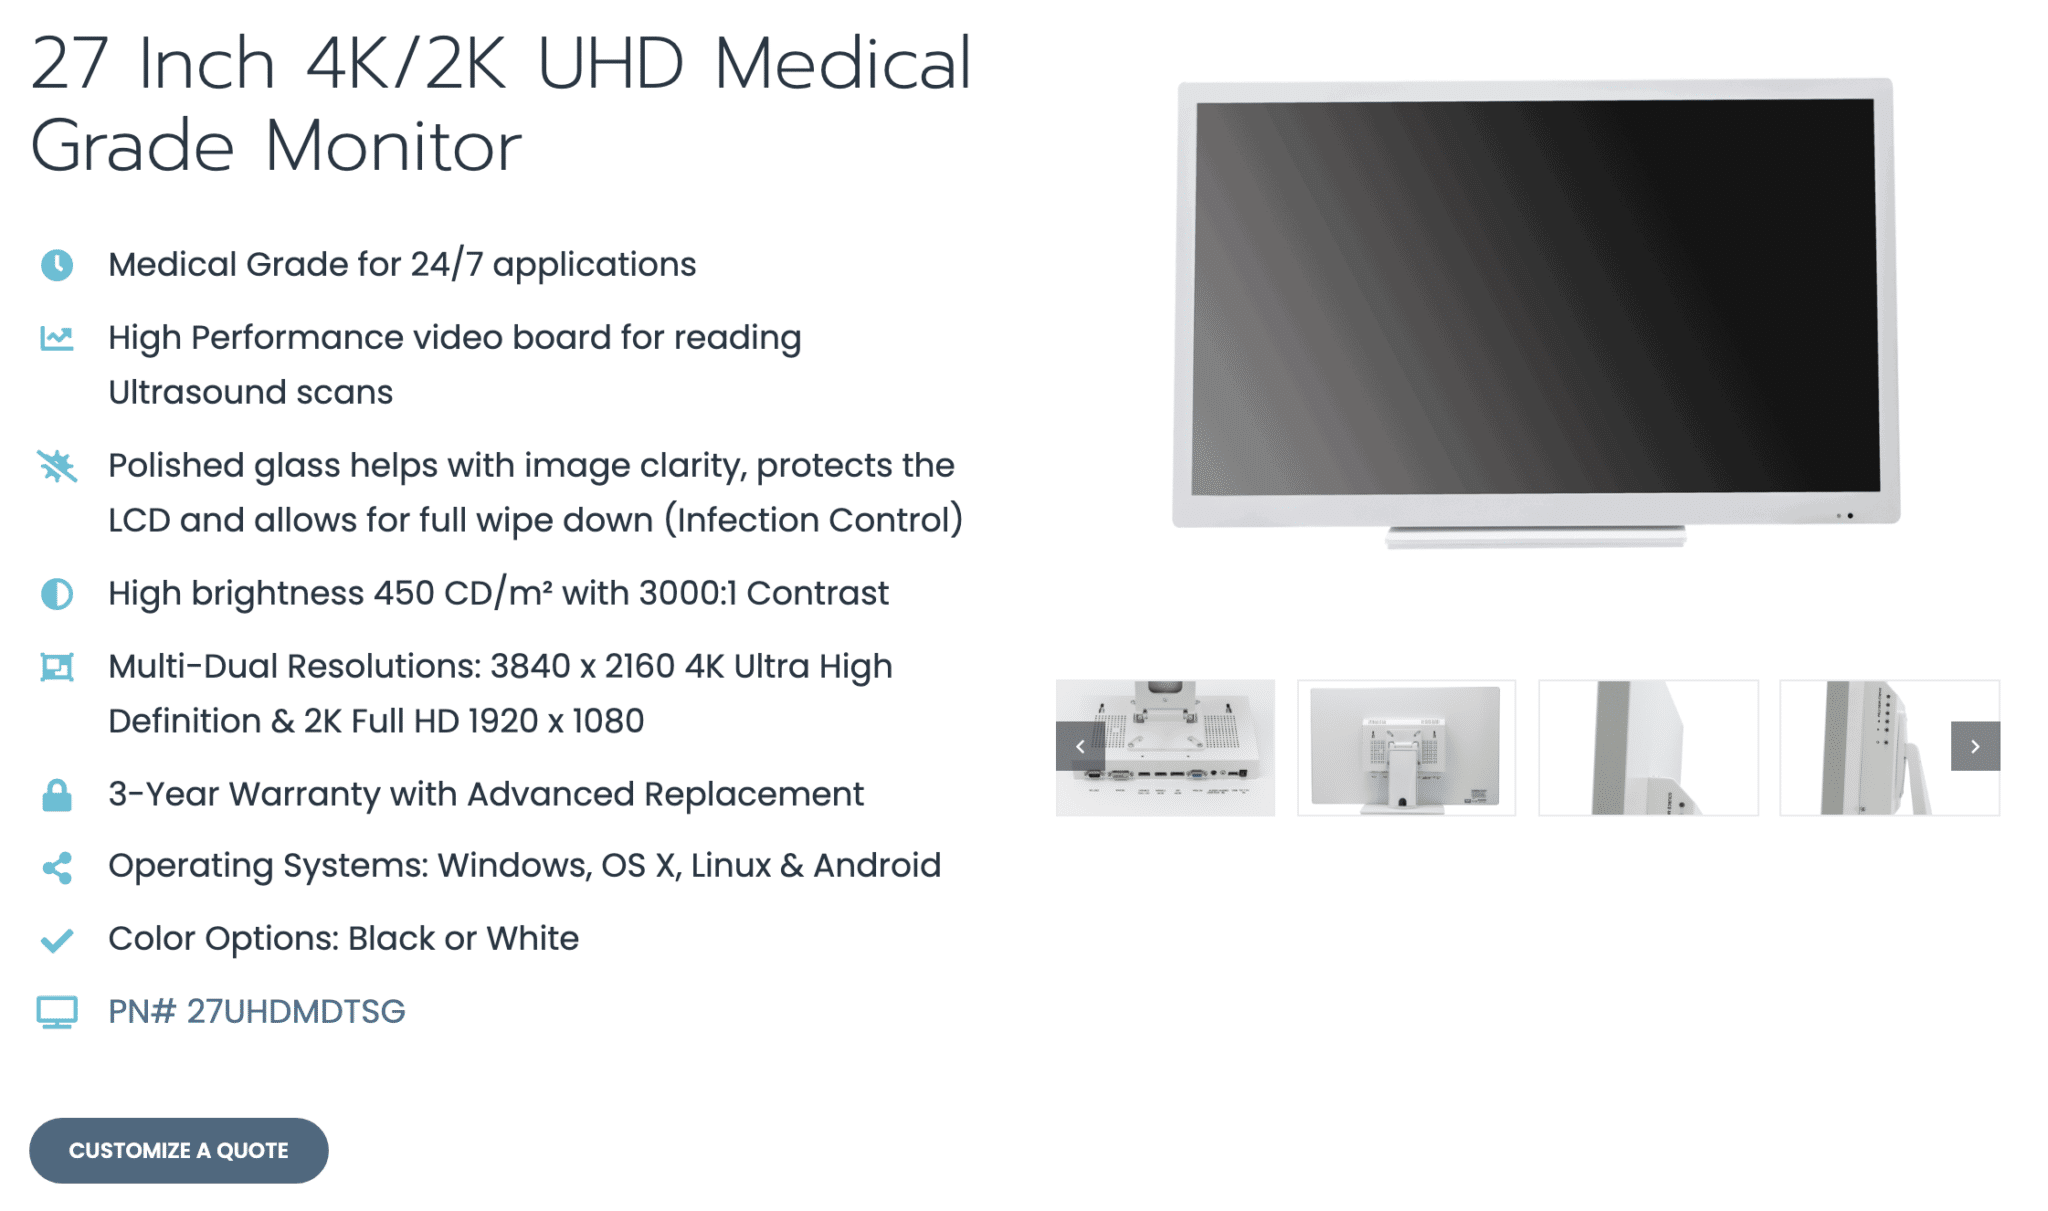 27 Inch 4K/2K UHD Medical
Grade Monitor
Medical Grade for 24/7 applications
High Performance video board for reading
Ultrasound scans
Polished glass helps with image clarity, protects the
LCD and allows for full wipe down (Infection Control)
High brightness 450 CD/m² with 3000:1 Contrast
Multi-Dual Resolutions: 3840 x 2160 4K Ultra High
Definition & 2K Full HD 1920 x 1080
3-Year Warranty with Advanced Replacement
Operating Systems: Windows, OS X, Linux & Android
Color Options: Black or White
PN# 27UHDMDTSG
CUSTOMIZE A QUOTE